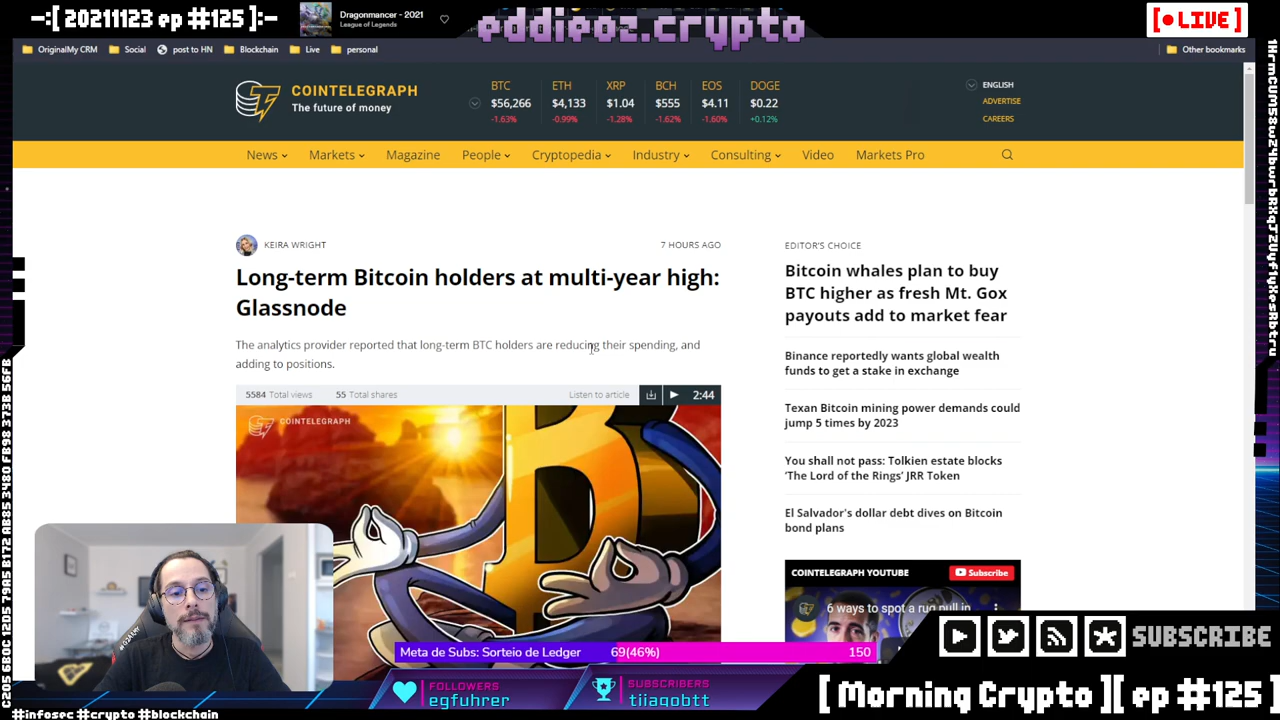 -:[ 20211123 ep #125 ]:-
Dragonmancer - 2021
League of Legends
eddieoz.crypto
[●LIVE]
OriginalMy CRM
Social
post to HN
Blockchain
Live
personal
Other bookmarks
COINTELEGRAPH
The future of money
BTC ETH XRP BCH EOS DOGE
$56,266 $4,133 $1.04 $555 $4.11 $0.22
-1.63% -0.99% -1.28% -1.62% -1.60% +0.12%
ENGLISH
ADVERTISE
CAREERS
News Markets Magazine People Cryptopedia Industry Consulting Video Markets Pro
KEIRA WRIGHT
7 HOURS AGO
Long-term Bitcoin holders at multi-year high:
Glassnode
The analytics provider reported that long-term BTC holders are reducing their spending, and
adding to positions.
5584 Total views 55 Total shares
Listen to article
2:44
COINTELEGRAPH
EDITOR'S CHOICE
Bitcoin whales plan to buy
BTC higher as fresh Mt. Gox
payouts add to market fear
Binance reportedly wants global wealth
funds to get a stake in exchange
Texan Bitcoin mining power demands could
jump 5 times by 2023
You shall not pass: Tolkien estate blocks
'The Lord of the Rings' JRR Token
El Salvador's dollar debt dives on Bitcoin
bond plans
COINTELEGRAPH YOUTUBE
Subscribe
6 ways to spot a rug pull in
Meta de Subs: Sorteio de Ledger 69(46%) 150
FOLLOWERS
egfuhrer
SUBSCRIBERS
tiiagobtt
SUBSCRIBE
[ Morning Crypto ][ ep #125 ]
#infosec #crypto #blockchain